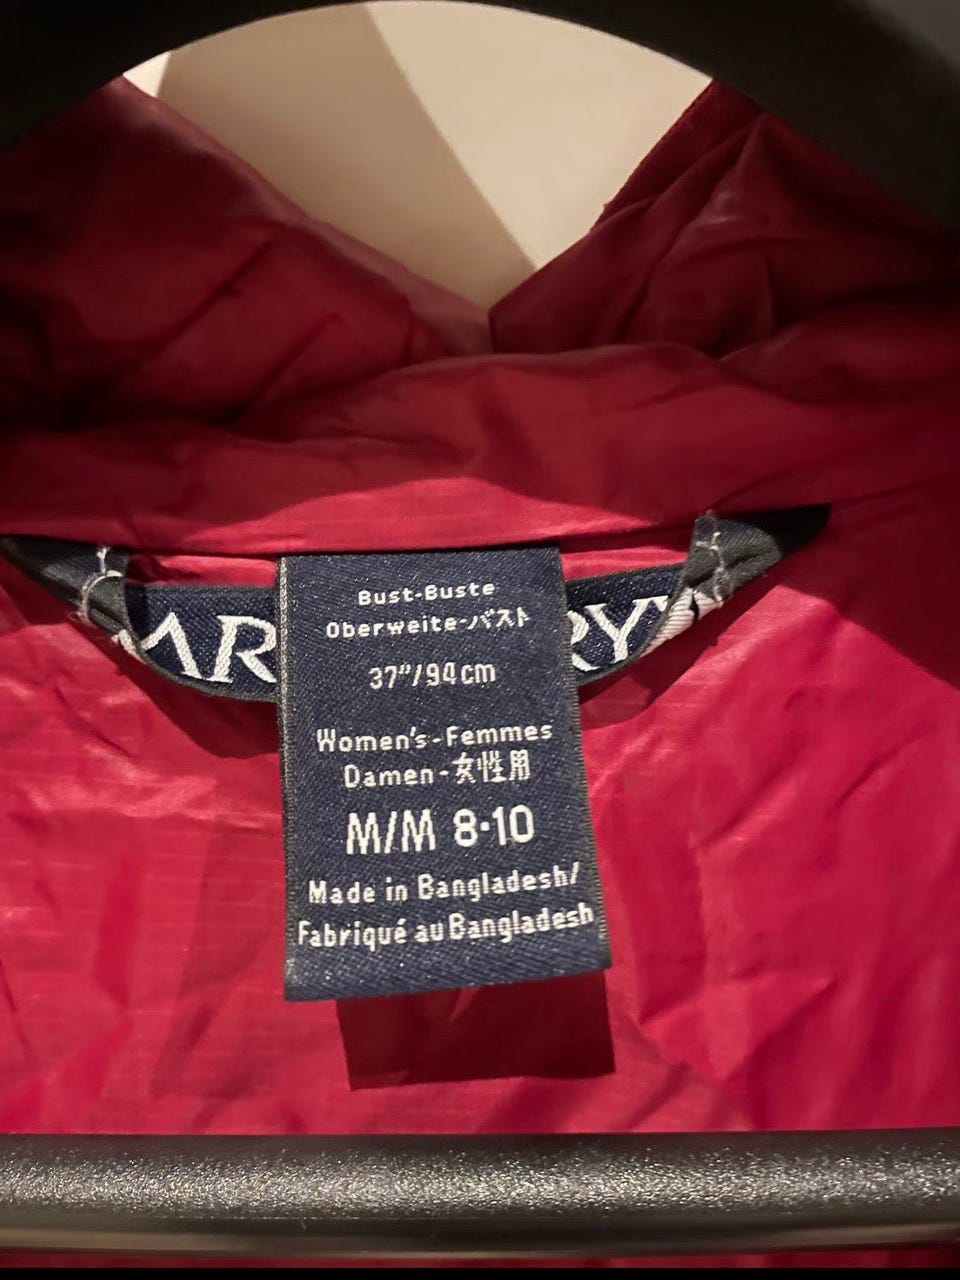 Bust-Buste
Oberweite-バスト
37"/94cm
Women's-Femmes
Damen-女性用
M/M 8·10
Made in Bangladesh/
Fabriqué au Bangladesh